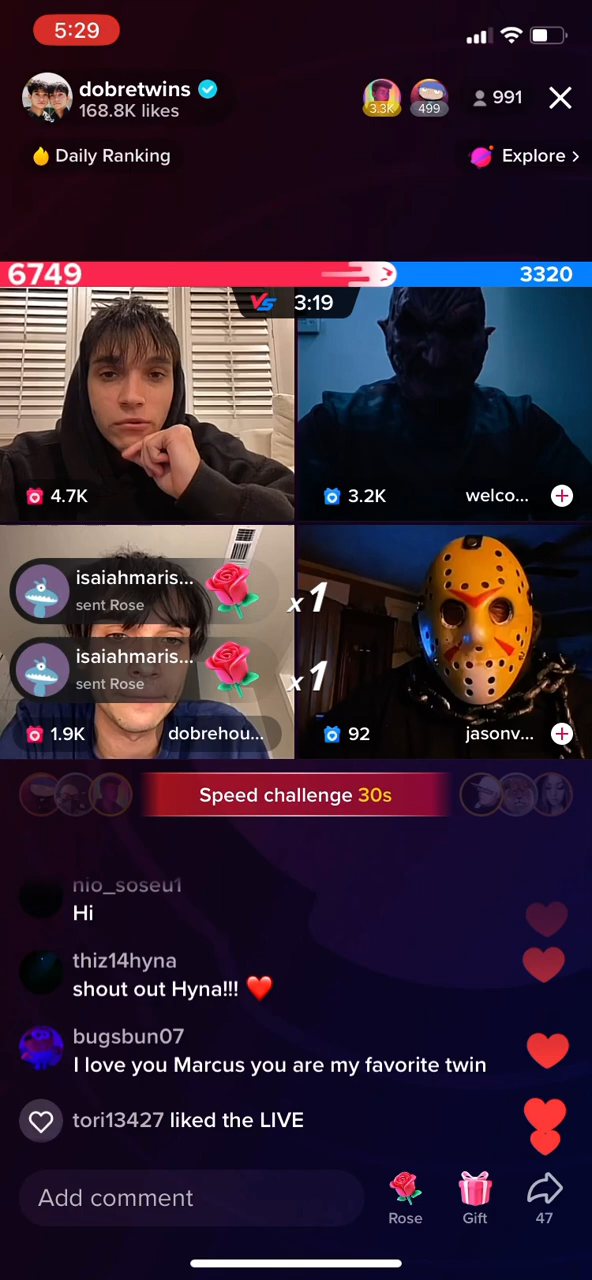 5:29
dobretwins
168.8K likes
3.3K
499
991
Daily Ranking
Explore >
6749
3320
VS 3:19
4.7K
3.2K
welco...
isaiahmaris...
sent Rose
x1
isaiahmaris...
sent Rose
x1
1.9K
dobrehou...
92
jasonv...
Speed challenge 30s
nio_soseu1
Hi
thiz14hyna
shout out Hyna!!! ❤️
bugsbun07
I love you Marcus you are my favorite twin
tori13427 liked the LIVE
Add comment
Rose
Gift
47